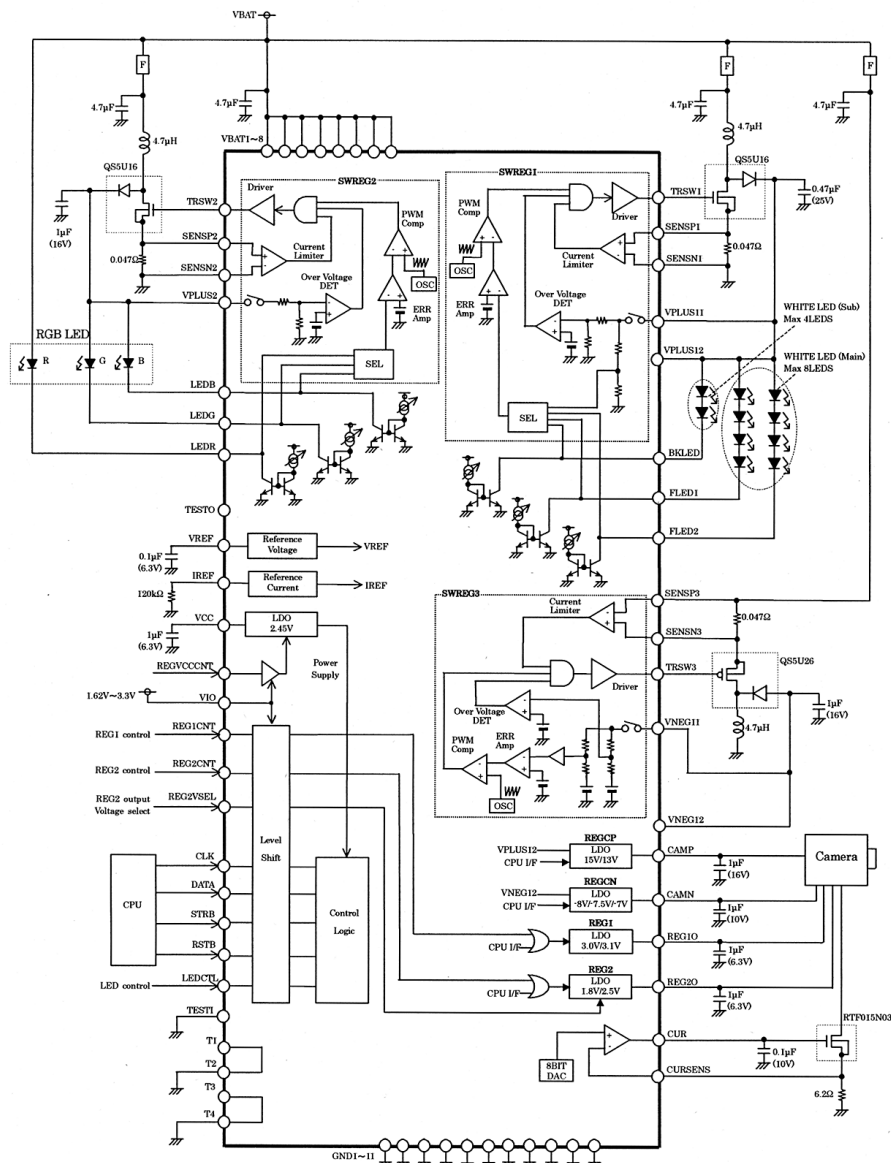 VBAT
F
F
F
4.7μF
4.7μF
4.7μF
4.7μF
4.7μH
4.7μH
VBAT1~8
QS5U16
SWREG2
SWREG1
QS5U16
Driver
TRSW2
PWM
Comp
PWM
Comp
Driver
TRSW1
0.47μF
(25V)
1μF
(16V)
SENSP2
Current
Limiter
OSC
OSC
Current
Limiter
SENSP1
0.047Ω
0.047Ω
SENSN2
SENSN1
Over Voltage
DET
ERR
Amp
ERR
Amp
Over Voltage
DET
VPLUS2
VPLUS11
WHITE LED (Sub)
Max 4LEDS
RGB LED
R
G
B
SEL
VPLUS12
WHITE LED (Main)
Max 8LEDS
LEDB
LEDG
SEL
LEDR
BKLED
FLED1
TESTO
FLED2
VREF
Reference
Voltage
VREF
0.1μF
(6.3V)
IREF
Reference
Current
IREF
120kΩ
SWREG3
SENSP3
Current
Limiter
0.047Ω
VCC
LDO
2.45V
1μF
(6.3V)
SENSN3
Power
Supply
REGVCCCNT
TRSW3
QS5U26
Driver
1.62V~3.3V
VIO
Over Voltage
DET
1μF
(16V)
REG1 control
REG1CNT
VNEG11
4.7μH
PWM
Comp
ERR
Amp
REG2 control
REG2CNT
OSC
REG2 output
Voltage select
REG2VSEL
VNEG12
Level
Shift
REGCP
VPLUS12
CPU I/F
LDO
15V/13V
CAMP
Camera
1μF
(16V)
CPU
CLK
DATA
STRB
RSTB
Control
Logic
REGCN
VNEG12
CPU I/F
LDO
-8V/-7.5V/-7V
CAMN
1μF
(10V)
REG1
CPU I/F
LDO
3.0V/3.1V
REG1O
1μF
(6.3V)
LED control
LEDCTL
REG2
CPU I/F
LDO
1.8V/2.5V
REG2O
1μF
(6.3V)
TESTI
RTF015N03
T1
CUR
8BIT
DAC
0.1μF
(10V)
T2
CURSENS
T3
6.2Ω
T4
GND1~11